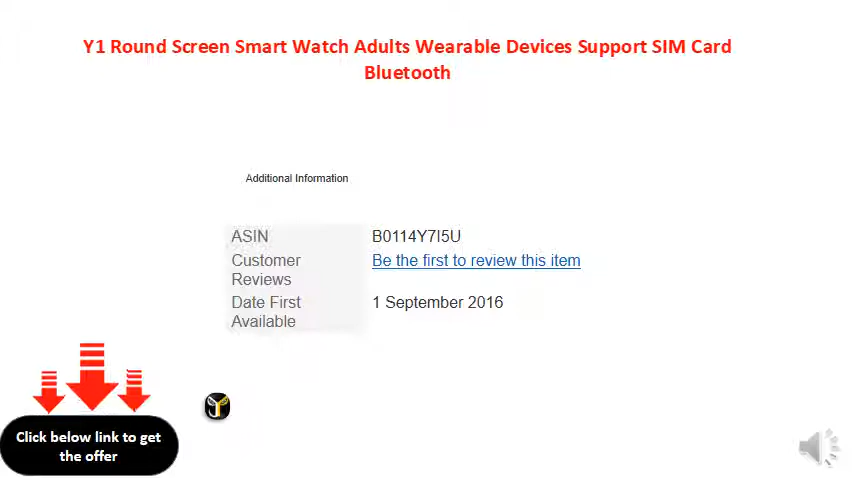 Y1 Round Screen Smart Watch Adults Wearable Devices Support SIM Card
Bluetooth
Additional Information
ASIN B0114Y7I5U
Customer Be the first to review this item
Reviews
Date First 1 September 2016
Available
Click below link to get
the offer